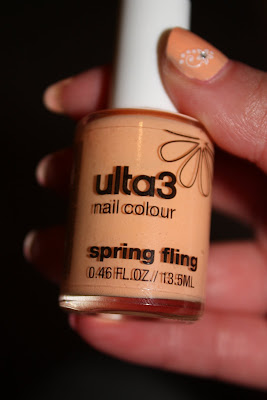 ulta3
nail colour
spring fling
0.46 FL.OZ / 13.5ML